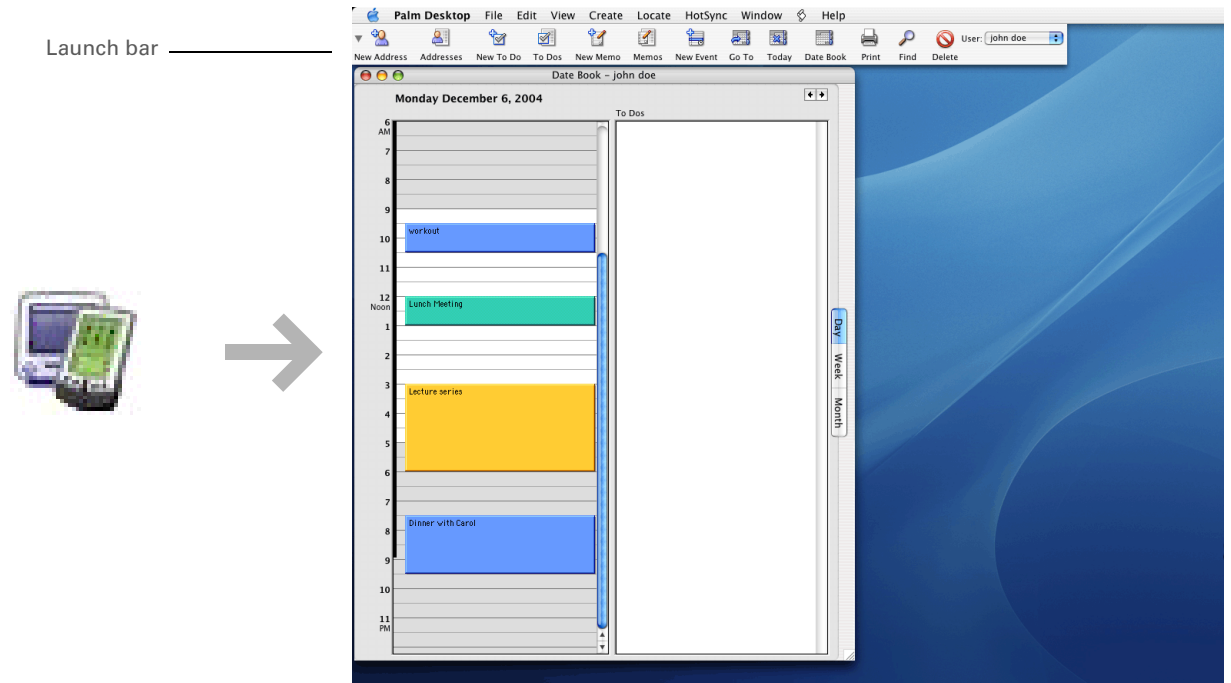 Palm Desktop File Edit View Create Locate HotSync Window Help
Launch bar
User: john doe
New Address Addresses New To Do To Dos New Memo Memos New Event Go To Today Date Book Print Find Delete
Date Book – john doe
Monday December 6, 2004
To Dos
6
AM
7
8
9
workout
10
11
12
Noon
Lunch Meeting
1
2
3
Lecture series
4
5
6
7
Dinner with Carol
8
9
10
11
PM
Day
Week
Month